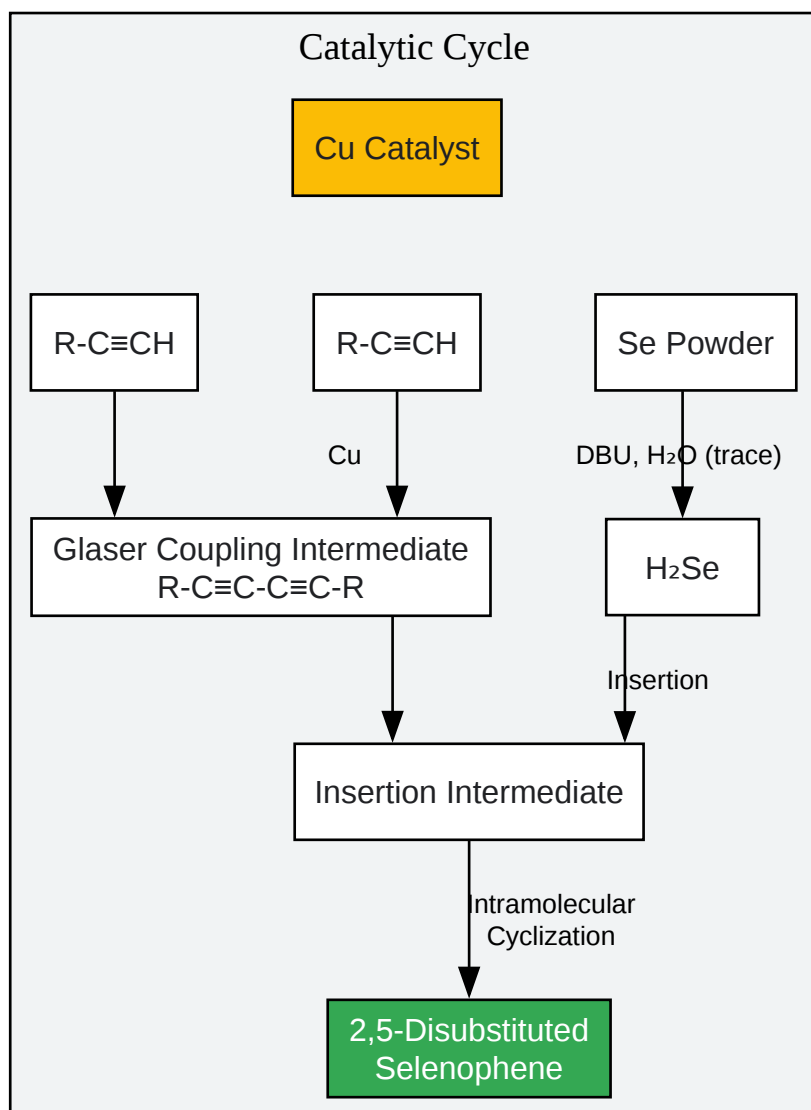 Catalytic Cycle
Cu Catalyst
R-C≡CH
R-C≡CH
Se Powder
Cu
DBU, H₂O (trace)
Glaser Coupling Intermediate
R-C≡C-C≡C-R
H₂Se
Insertion
Insertion Intermediate
Intramolecular
Cyclization
2,5-Disubstituted
Selenophene